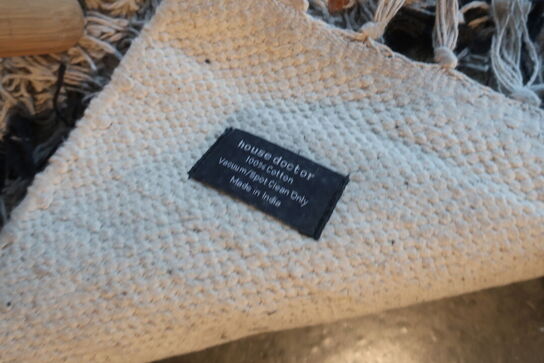 house doctor
100% Cotton
Vacuum/Spot Clean Only
Made in India